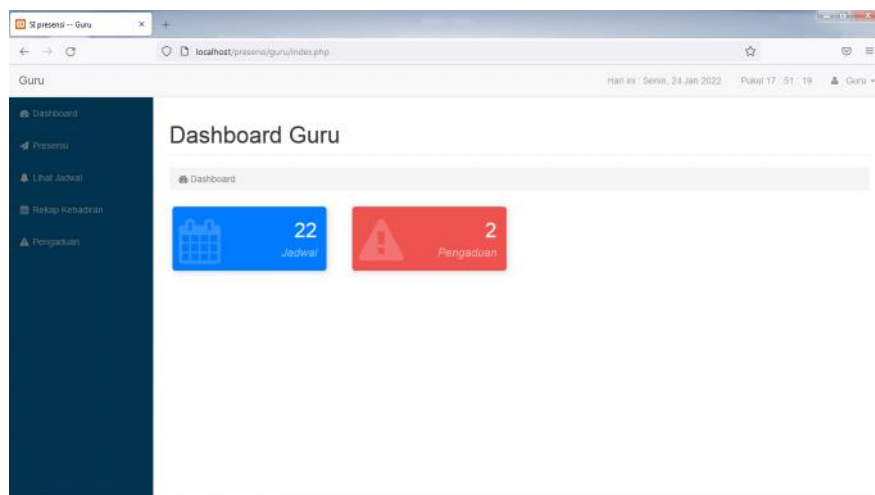 SI presensi -- Guru
localhost/presensi/guru/index.php
Guru
Hari ini : Senin, 24 Jan 2022
Pukul 17 : 51 : 19
Guru
Dashboard
Presensi
Lihat Jadwal
Rekap Kehadiran
Pengaduan
Dashboard Guru
Dashboard
22
Jadwal
2
Pengaduan